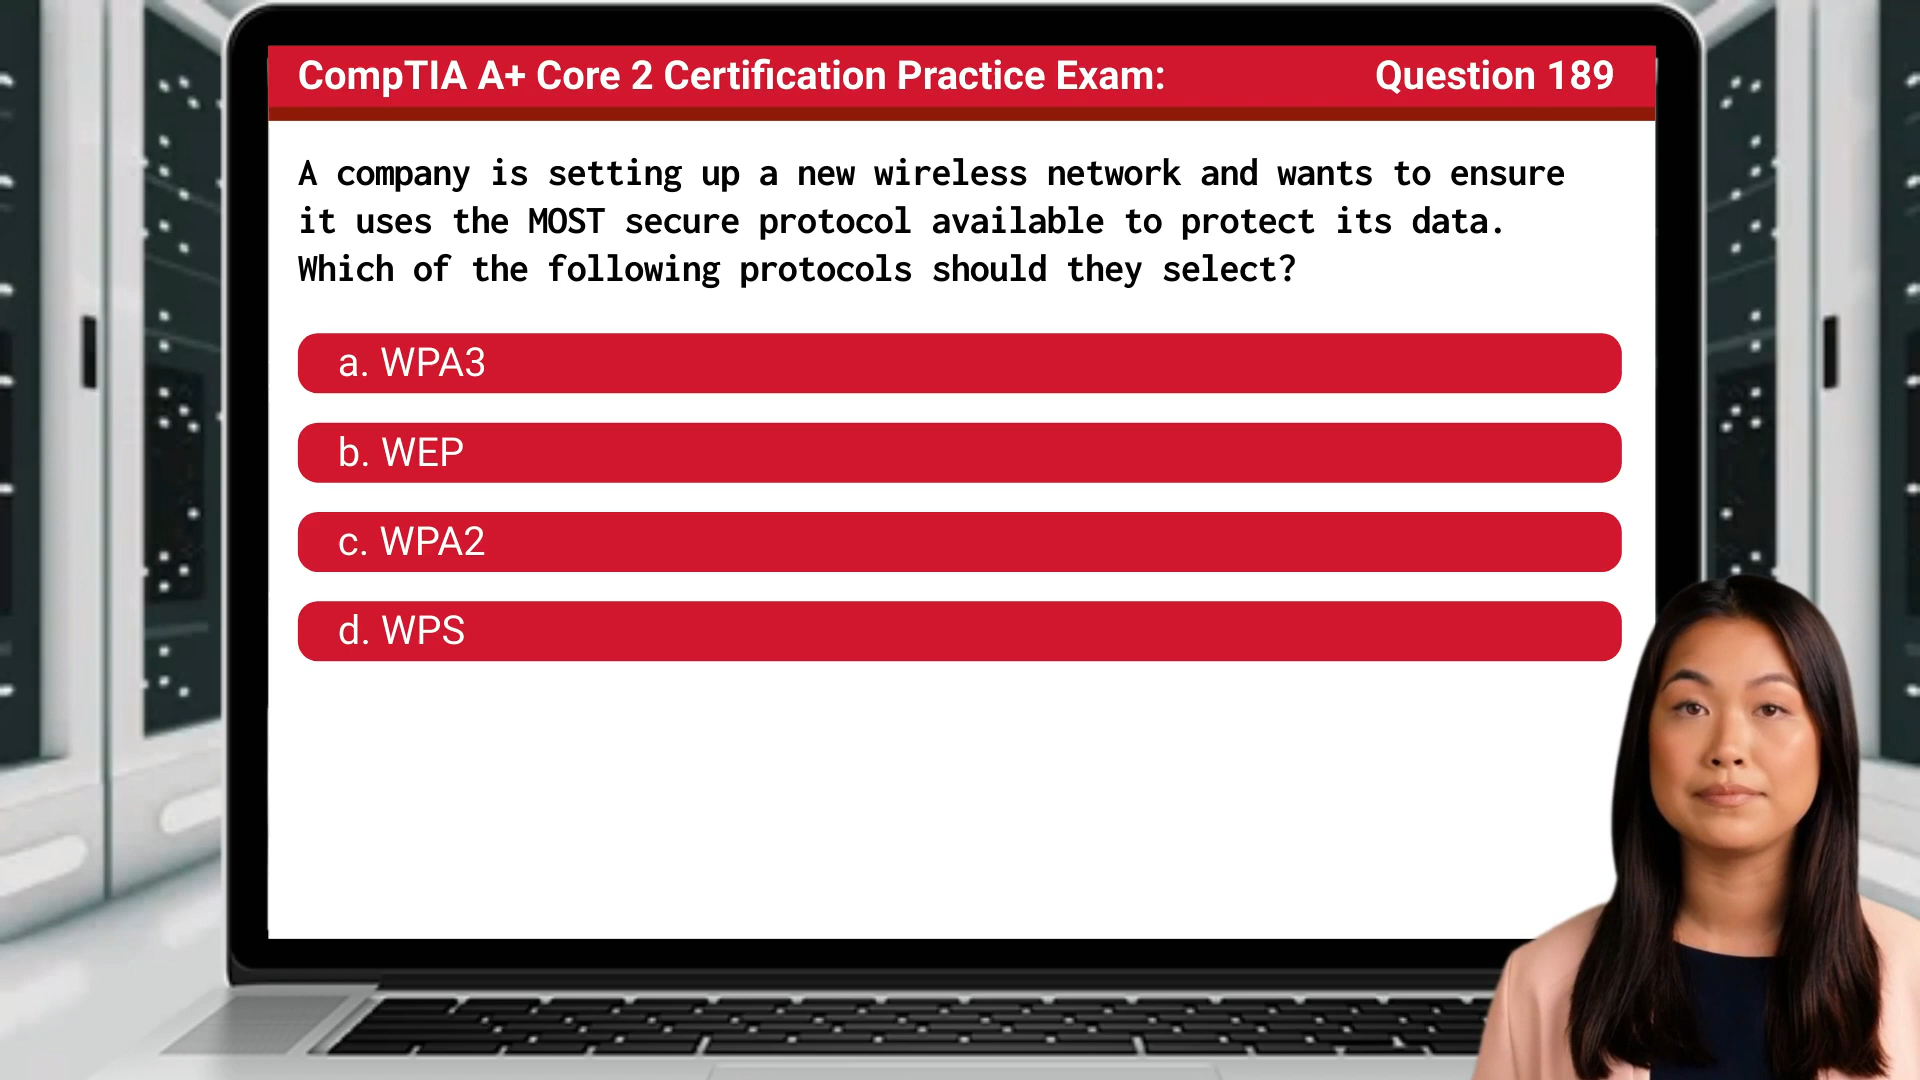 CompTIA A+ Core 2 Certification Practice Exam: Question 189
A company is setting up a new wireless network and wants to ensure
it uses the MOST secure protocol available to protect its data.
Which of the following protocols should they select?
a. WPA3
b. WEP
c. WPA2
d. WPS